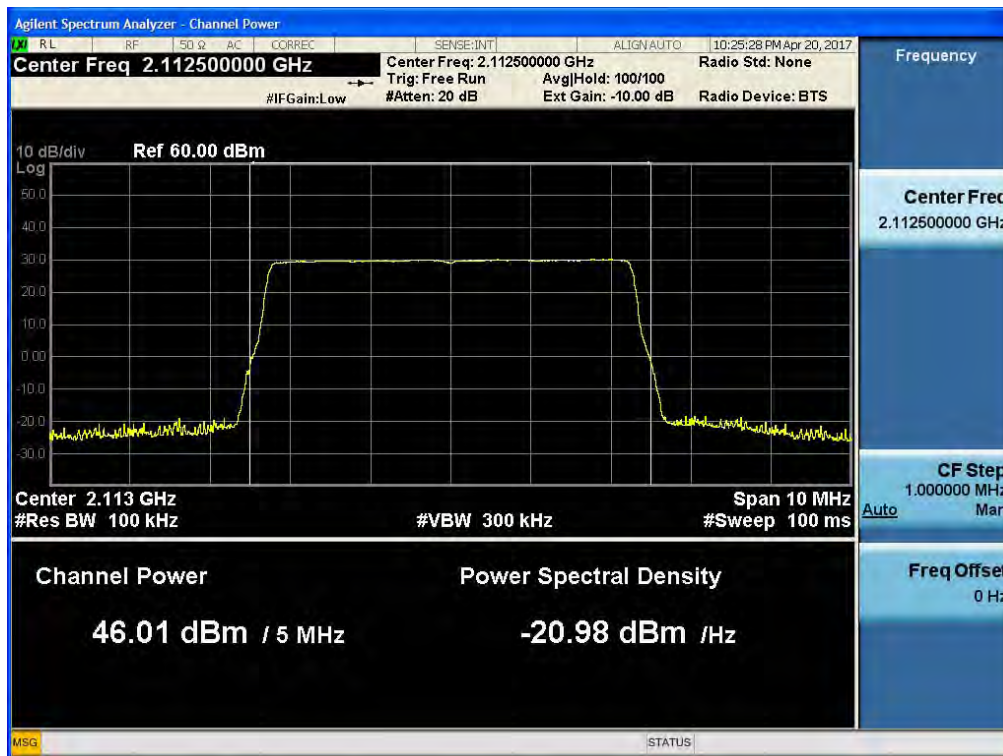 Agilent Spectrum Analyzer - Channel Power
LXI RL RF 50 Ω AC CORREC SENSE:INT ALIGN AUTO 10:25:28 PM Apr 20, 2017
Center Freq 2.112500000 GHz
Center Freq: 2.112500000 GHz
Radio Std: None
Trig: Free Run Avg|Hold: 100/100
#IFGain:Low
#Atten: 20 dB Ext Gain: -10.00 dB
Radio Device: BTS
10 dB/div Ref 60.00 dBm
Log
50.0
40.0
30.0
20.0
10.0
0.00
-10.0
-20.0
-30.0
Center 2.113 GHz
Span 10 MHz
#Res BW 100 kHz
#VBW 300 kHz
#Sweep 100 ms
Channel Power
Power Spectral Density
46.01 dBm / 5 MHz
-20.98 dBm /Hz
Frequency
Center Freq
2.112500000 GHz
CF Step
1.000000 MHz
Auto Man
Freq Offset
0 Hz
MSG
STATUS